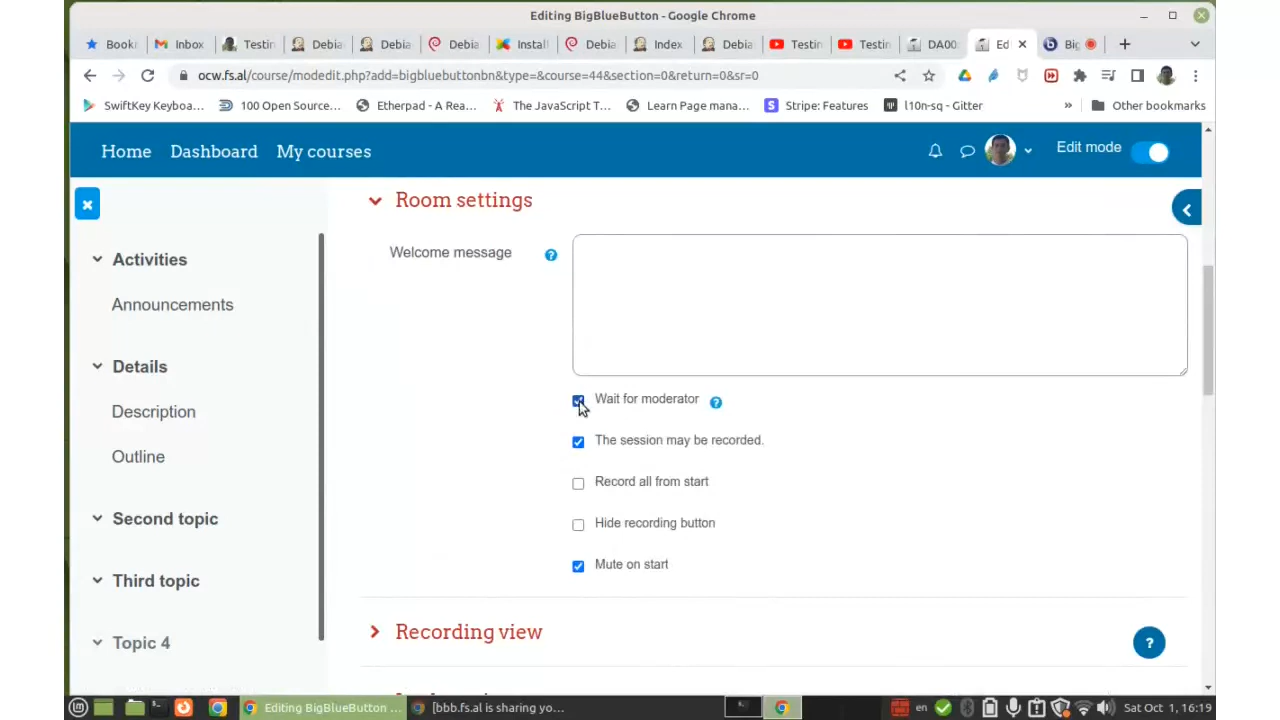 Editing BigBlueButton - Google Chrome
Book
Inbox
Testin
Debia
Debia
Debia
Instal
Debia
Index
Debia
Testin
Testin
DA00
Ed
Big
ocw.fs.al/course/modedit.php?add=bigbluebuttonbn&type=&course=44&section=0&return=0&sr=0
SwiftKey Keyboa...
100 Open Source...
Etherpad - A Rea...
The JavaScript T...
Learn Page mana...
Stripe: Features
l10n-sq - Gitter
»
Other bookmarks
Home
Dashboard
My courses
Edit mode
Room settings
Welcome message
Activities
Announcements
Details
Description
Outline
Second topic
Third topic
Topic 4
Wait for moderator
The session may be recorded.
Record all from start
Hide recording button
Mute on start
Recording view
?
Editing BigBlueButton ...
[bbb.fs.al is sharing yo...
en
Sat Oct 1, 16:19